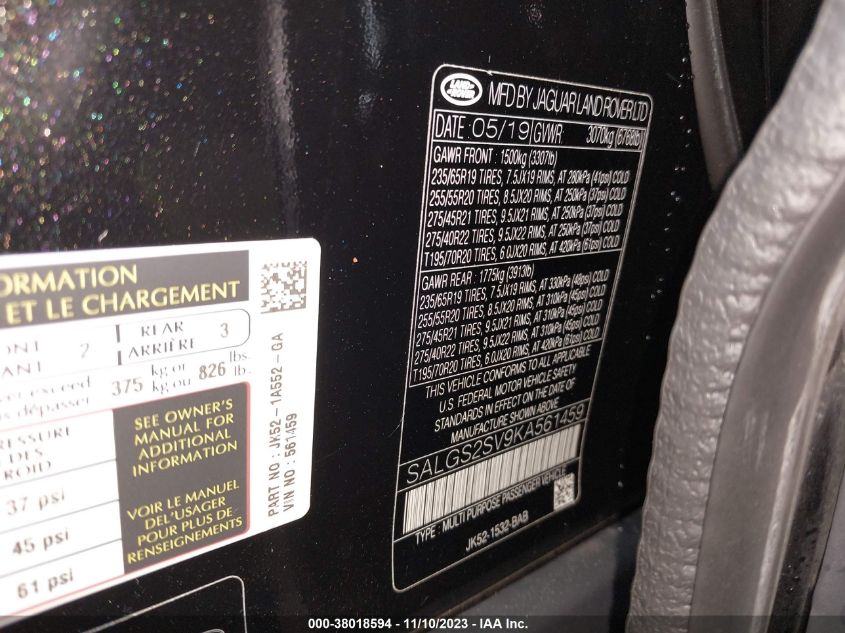 ORMATION
ET LE CHARGEMENT
ONT
ANT
2
REAR
ARRIÈRE
3
ver exceed
dépasser
375
kg or
kg ou
826
lbs.
lb.
RESSURE
DES
ROID
SEE OWNER'S
MANUAL FOR
ADDITIONAL
INFORMATION
37 psi
45 psi
61 psi
VOIR LE MANUEL
DEL'USAGER
POUR PLUS DE
RENSEIGNEMENTS
PART NO : JK52 -1A552 -GA
VIN NO : 561459
LAND
ROVER
MFD BY JAGUAR LAND ROVER LTD
DATE :05/19 GVWR: 3070kg (6768lb)
GAWR FRONT : 1500kg (3307lb)
235/65R19 TIRES, 7.5JX19 RIMS, AT 280kPa (41psi) COLD
255/55R20 TIRES, 8.5JX20 RIMS, AT 250kPa (37psi) COLD
275/45R21 TIRES, 9.5JX21 RIMS, AT 250kPa (37psi) COLD
275/40R22 TIRES, 9.5JX22 RIMS, AT 250kPa (37psi) COLD
T195/70R20 TIRES, 6.0JX20 RIMS, AT 420kPa (61psi) COLD
GAWR REAR : 1775kg (3913lb)
235/65R19 TIRES, 7.5JX19 RIMS, AT 330kPa (48psi) COLD
255/55R20 TIRES, 8.5JX20 RIMS, AT 310kPa (45psi) COLD
275/45R21 TIRES, 9.5JX21 RIMS, AT 310kPa (45psi) COLD
275/40R22 TIRES, 9.5JX22 RIMS, AT 310kPa (45psi) COLD
T195/70R20 TIRES, 6.0JX20 RIMS, AT 420kPa (61psi) COLD
THIS VEHICLE CONFORMS TO ALL APPLICABLE
U.S. FEDERAL MOTOR VEHICLE SAFETY
STANDARDS IN EFFECT ON THE DATE OF
MANUFACTURE SHOWN ABOVE
SALGS2SV9KA561459
TYPE : MULTI PURPOSE PASSENGER VEHICLE
JK52-1532-BAB
000-38018594 - 11/10/2023 - IAA Inc.